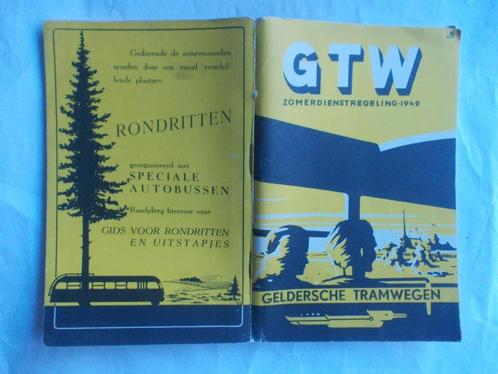 Gedurende de zomermaanden
worden door ons vanaf verschil-
lende plaatsen
RONDRITTEN
georganiseerd met
SPECIALE
AUTOBUSSEN
Raadpleeg hiervoor onze
GIDS VOOR RONDRITTEN
EN UITSTAPJES
GTW
ZOMERDIENSTREGELING·1949
GELDERSCHE TRAMWEGEN